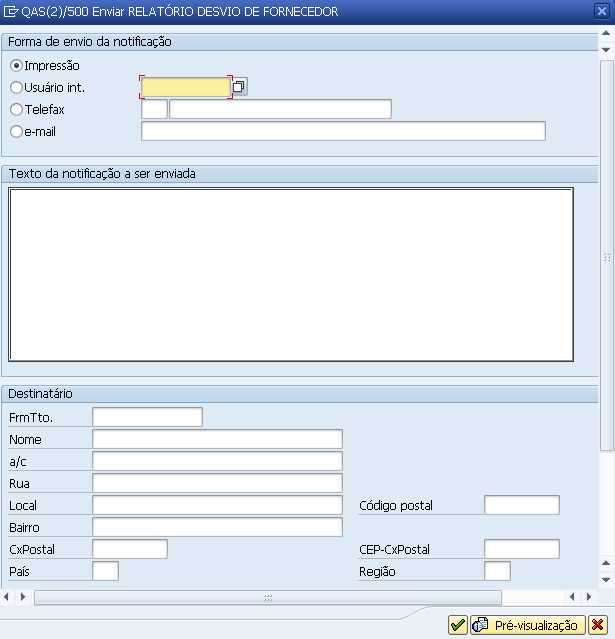 QAS(2)/500 Enviar RELATÓRIO DESVIO DE FORNECEDOR
Forma de envio da notificação
Impressão
Usuário int.
Telefax
e-mail
Texto da notificação a ser enviada
Destinatário
FrmTto.
Nome
a/c
Rua
Local Código postal
Bairro
CxPostal CEP-CxPostal
País Região
Pré-visualização